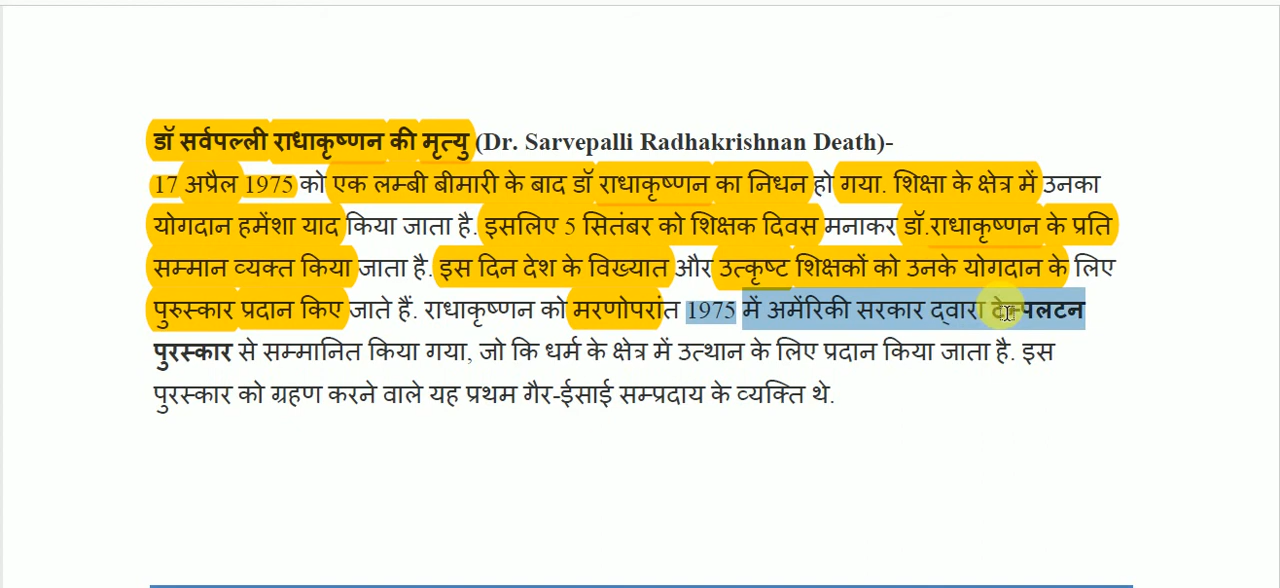 डॉ सर्वपल्ली राधाकृष्णन की मृत्यु (Dr. Sarvepalli Radhakrishnan Death)-
17 अप्रैल 1975 को एक लम्बी बीमारी के बाद डॉ राधाकृष्णन का निधन हो गया. शिक्षा के क्षेत्र में उनका
योगदान हमेंशा याद किया जाता है. इसलिए 5 सितंबर को शिक्षक दिवस मनाकर डॉ.राधाकृष्णन के प्रति
सम्मान व्यक्त किया जाता है. इस दिन देश के विख्यात और उत्कृष्ट शिक्षकों को उनके योगदान के लिए
पुरुस्कार प्रदान किए जाते हैं. राधाकृष्णन को मरणोपरांत 1975 में अमेंरिकी सरकार द्वारा टेम्पलटन
पुरस्कार से सम्मानित किया गया, जो कि धर्म के क्षेत्र में उत्थान के लिए प्रदान किया जाता है. इस
पुरस्कार को ग्रहण करने वाले यह प्रथम गैर-ईसाई सम्प्रदाय के व्यक्ति थे.